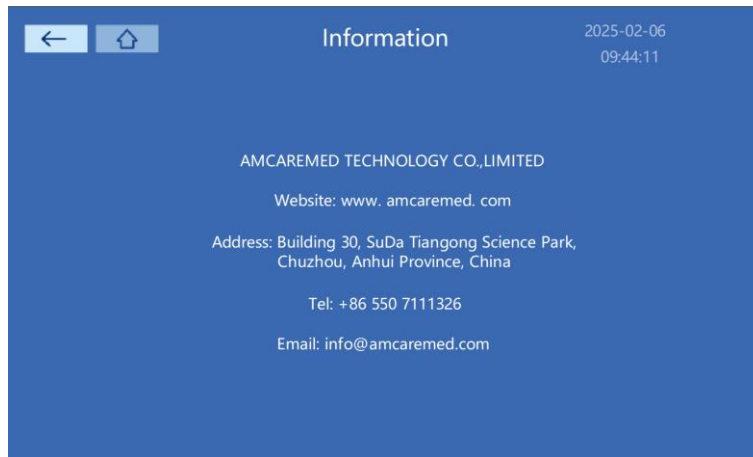 Information
2025-02-06
09:44:11
AMCAREMED TECHNOLOGY CO.,LIMITED
Website: www. amcaremed. com
Address: Building 30, SuDa Tiangong Science Park,
Chuzhou, Anhui Province, China
Tel: +86 550 7111326
Email: info@amcaremed.com